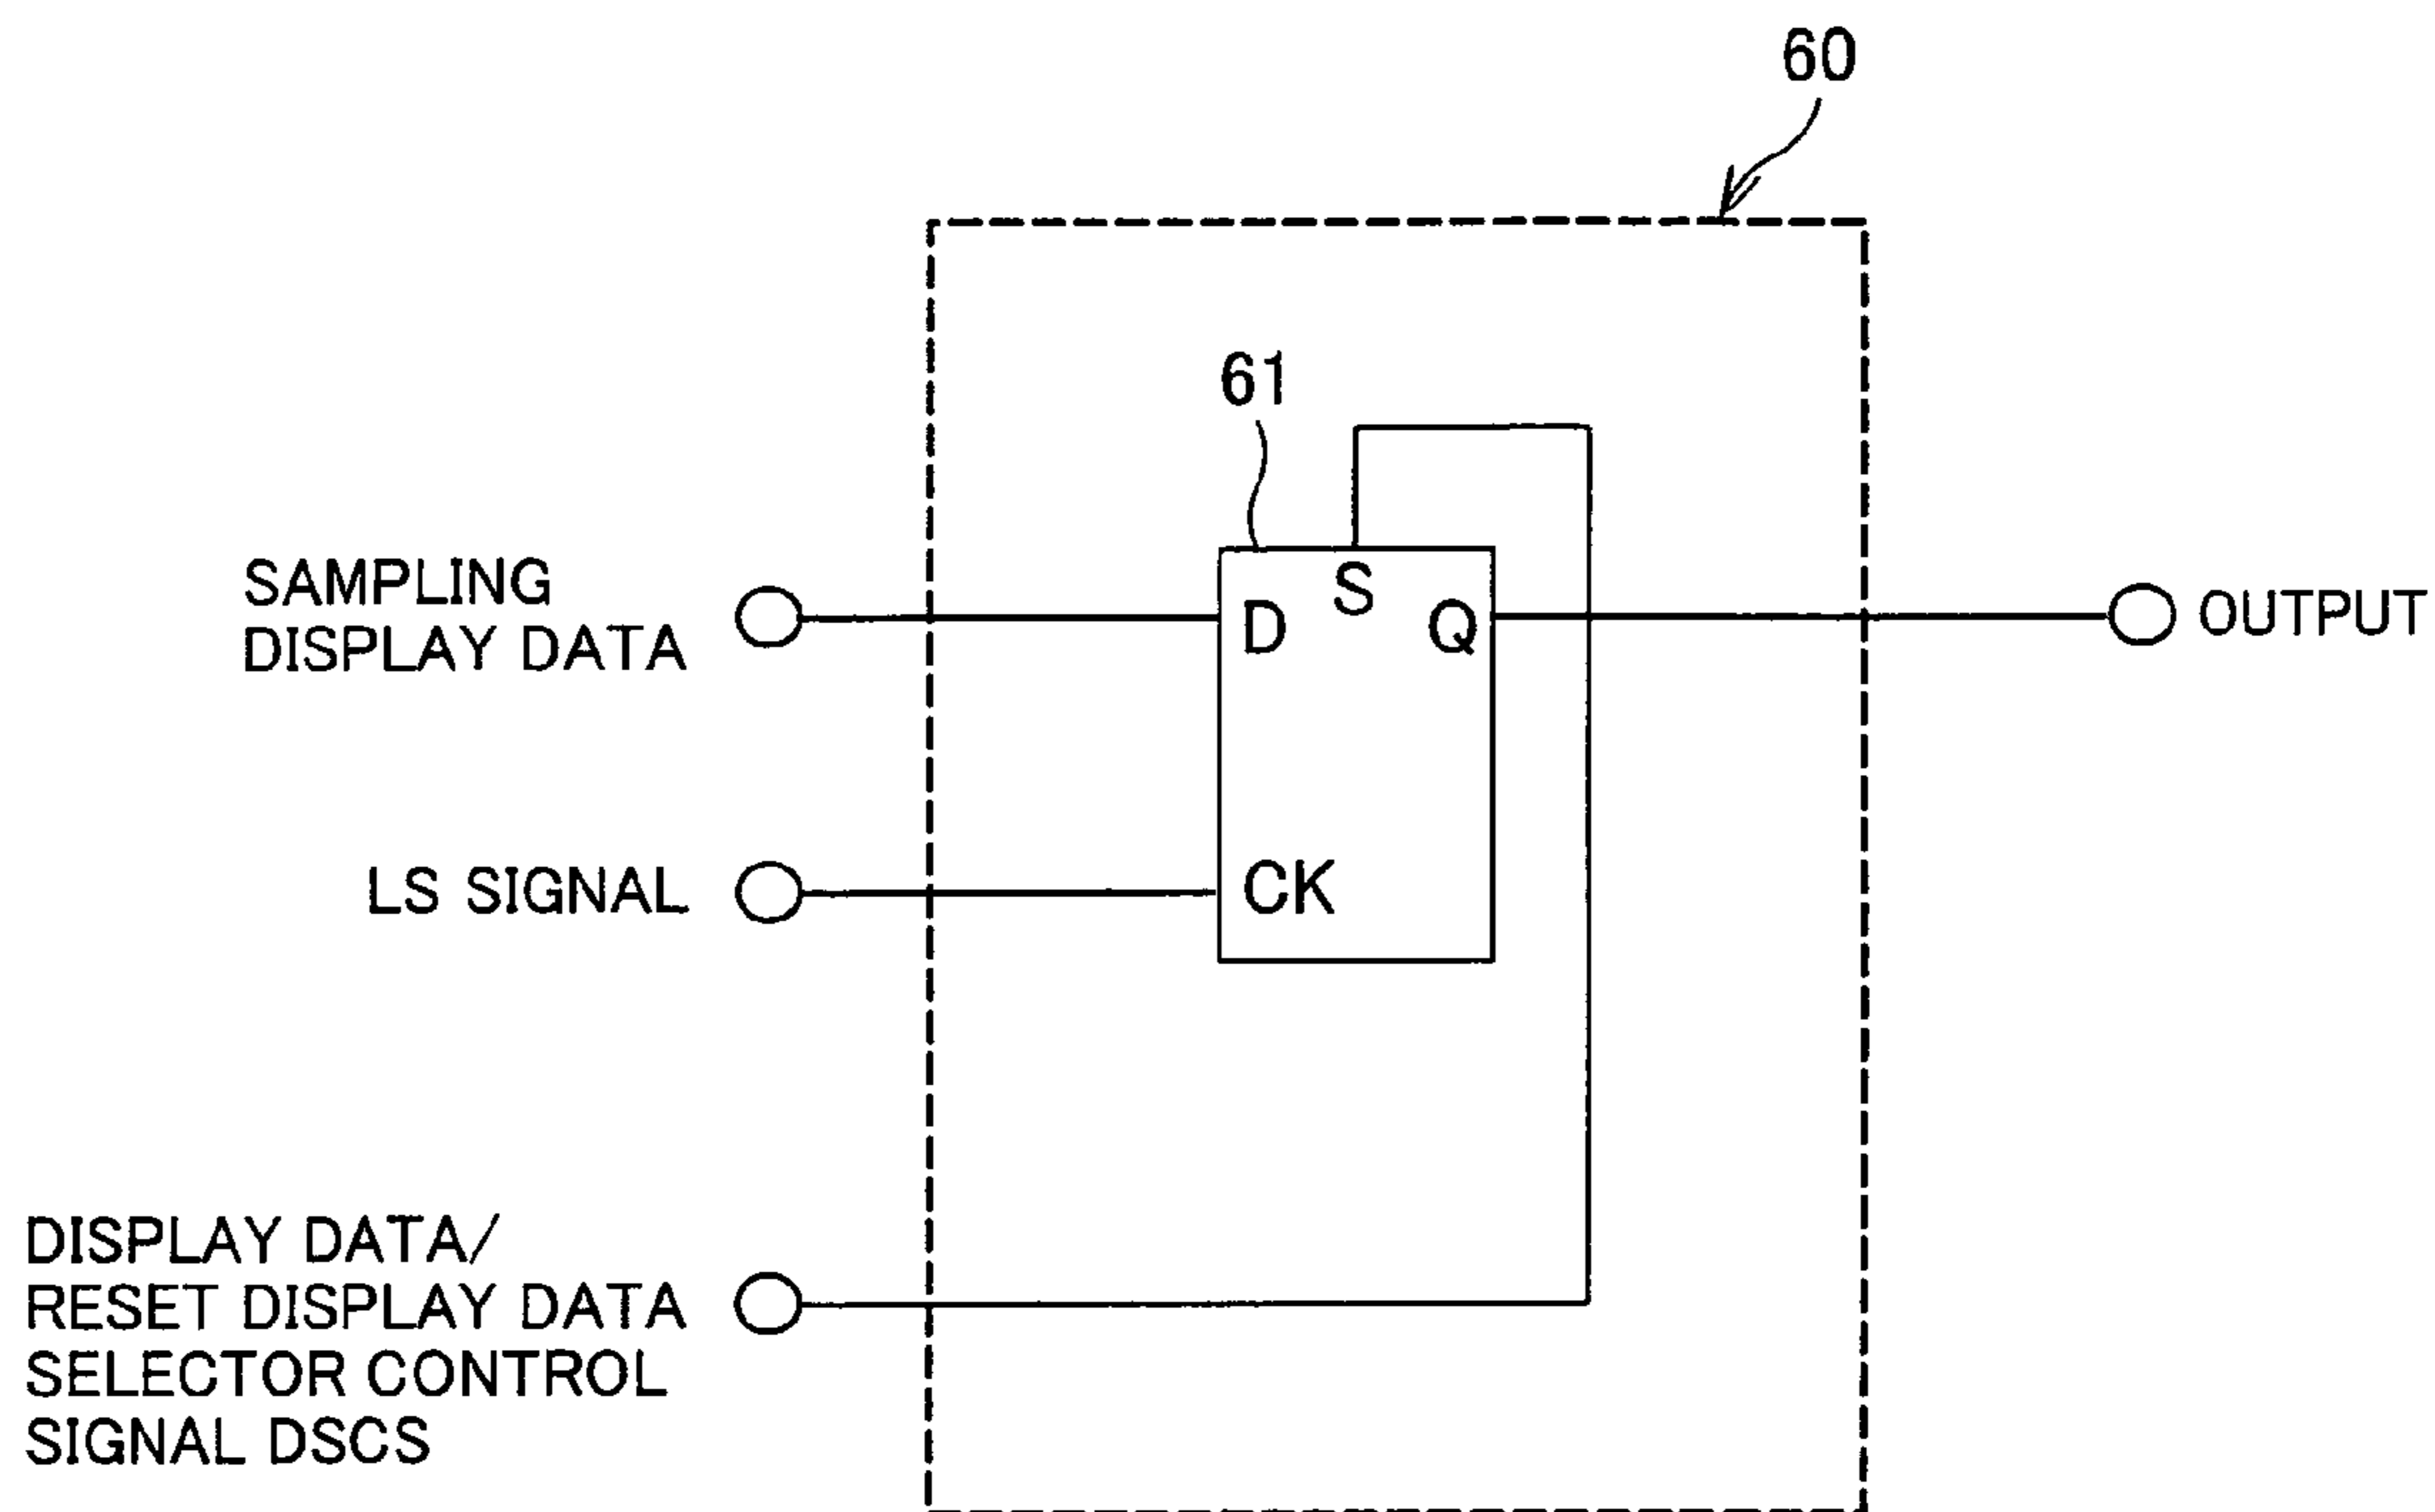 60
61
SAMPLING
DISPLAY DATA
D
S
Q
OUTPUT
LS SIGNAL
CK
DISPLAY DATA/
RESET DISPLAY DATA
SELECTOR CONTROL
SIGNAL DSCS